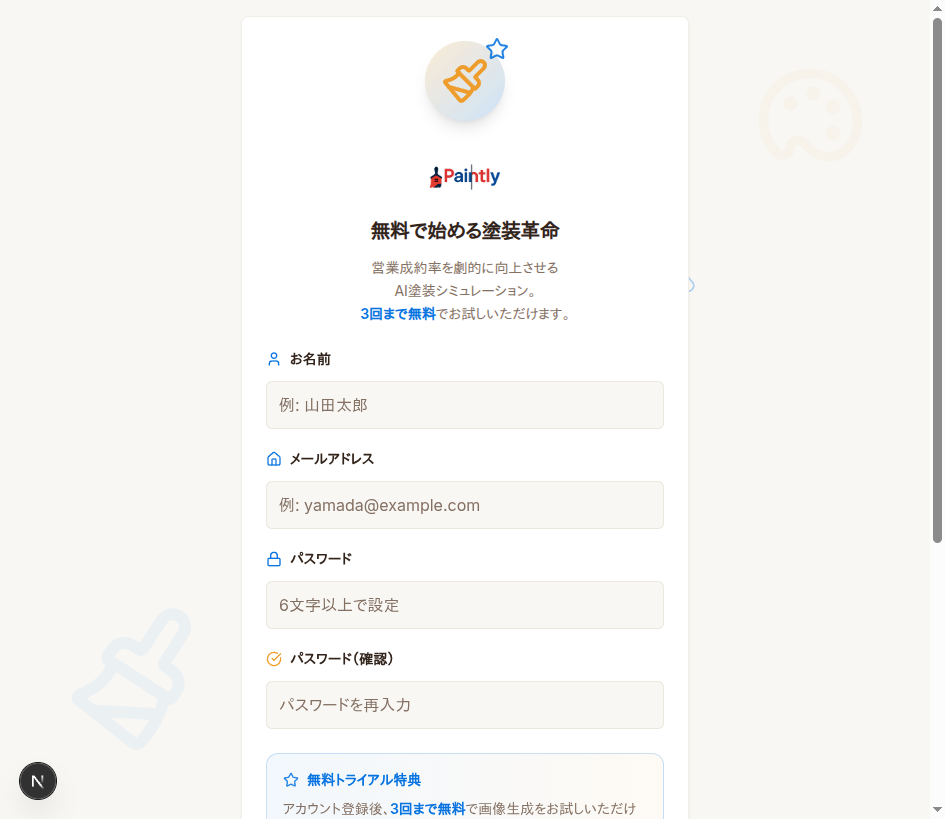 Paintly
無料で始める塗装革命
営業成約率を劇的に向上させる
AI塗装シミュレーション。
3回まで無料でお試しいただけます。
お名前
例: 山田太郎
メールアドレス
例: yamada@example.com
パスワード
6文字以上で設定
パスワード（確認）
パスワードを再入力
無料トライアル特典
アカウント登録後、3回まで無料で画像生成をお試しいただけ
N